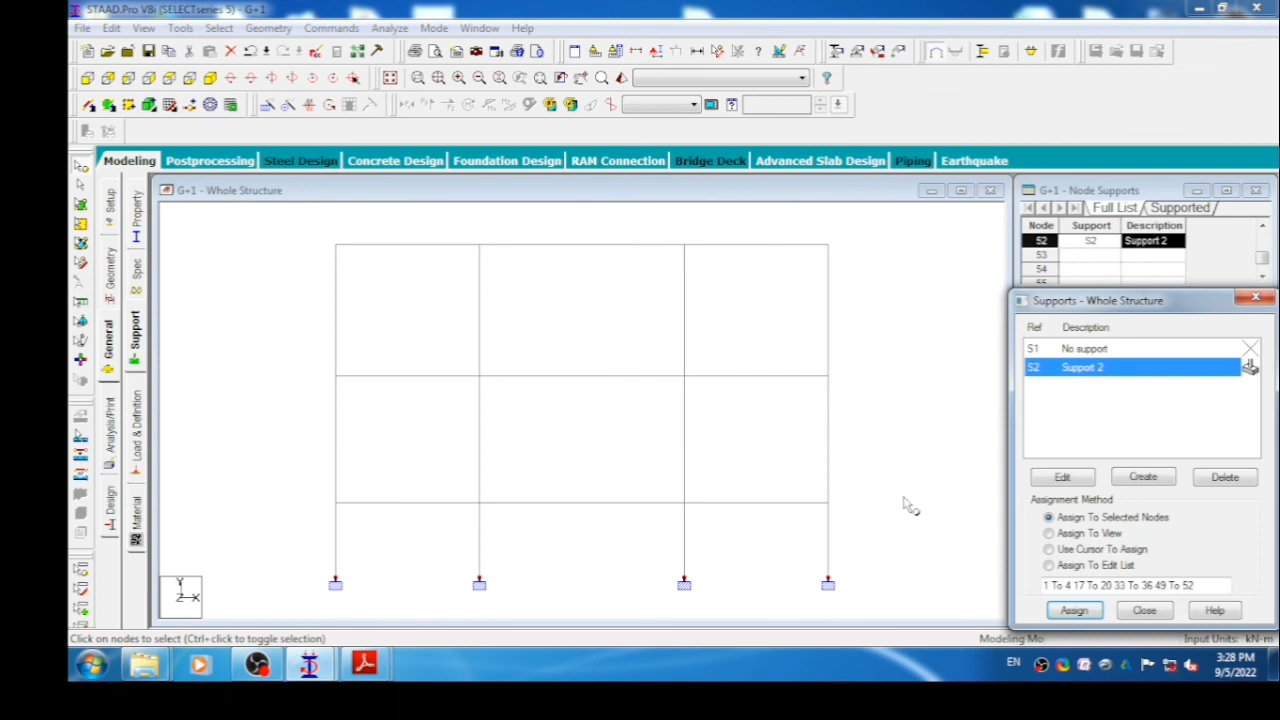 STAAD.Pro V8i (SELECTseries 5) - G+1
File Edit View Tools Select Geometry Commands Analyze Mode Window Help
Modeling Postprocessing Steel Design Concrete Design Foundation Design RAM Connection Bridge Deck Advanced Slab Design Piping Earthquake
Setup
Geometry
General
Analysis/Print
Design
Property
Spec
Support
Load & Definition
Material
G+1 - Whole Structure
Y
Z X
G+1 - Node Supports
Full List Supported
Node Support Description
52 S2 Support 2
53
54
55
Supports - Whole Structure
Ref Description
S1 No support
S2 Support 2
Edit Create Delete
Assignment Method
Assign To Selected Nodes
Assign To View
Use Cursor To Assign
Assign To Edit List
1 To 4 17 To 20 33 To 36 49 To 52
Assign Close Help
Click on nodes to select (Ctrl+click to toggle selection)
Modeling Mo
Input Units: kN-m
EN
3:28 PM
9/5/2022